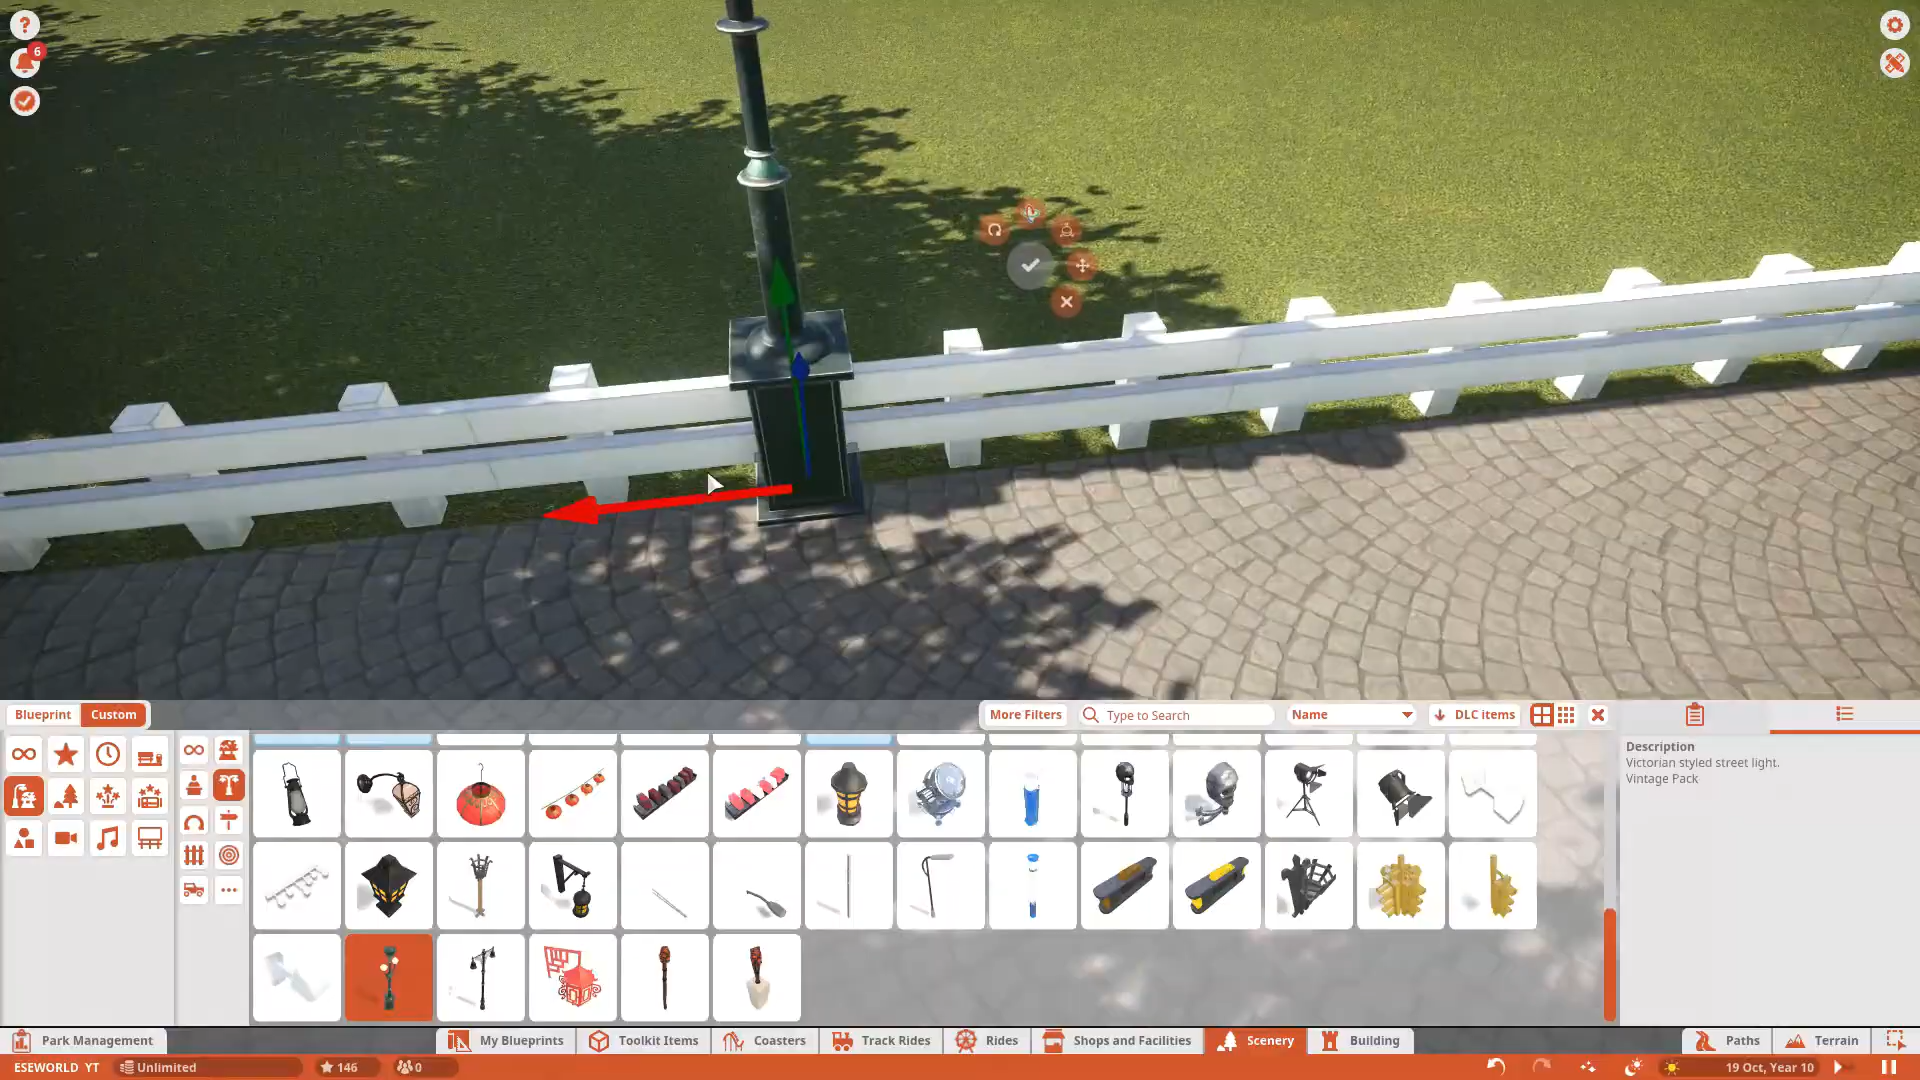 ?
6
Blueprint
Custom
More Filters
Type to Search
Name
DLC items
Description
Victorian styled street light.
Vintage Pack
Park Management
My Blueprints
Toolkit Items
Coasters
Track Rides
Rides
Shops and Facilities
Scenery
Building
Paths
Terrain
ESEWORLD YT
Unlimited
146
0
19 Oct, Year 10